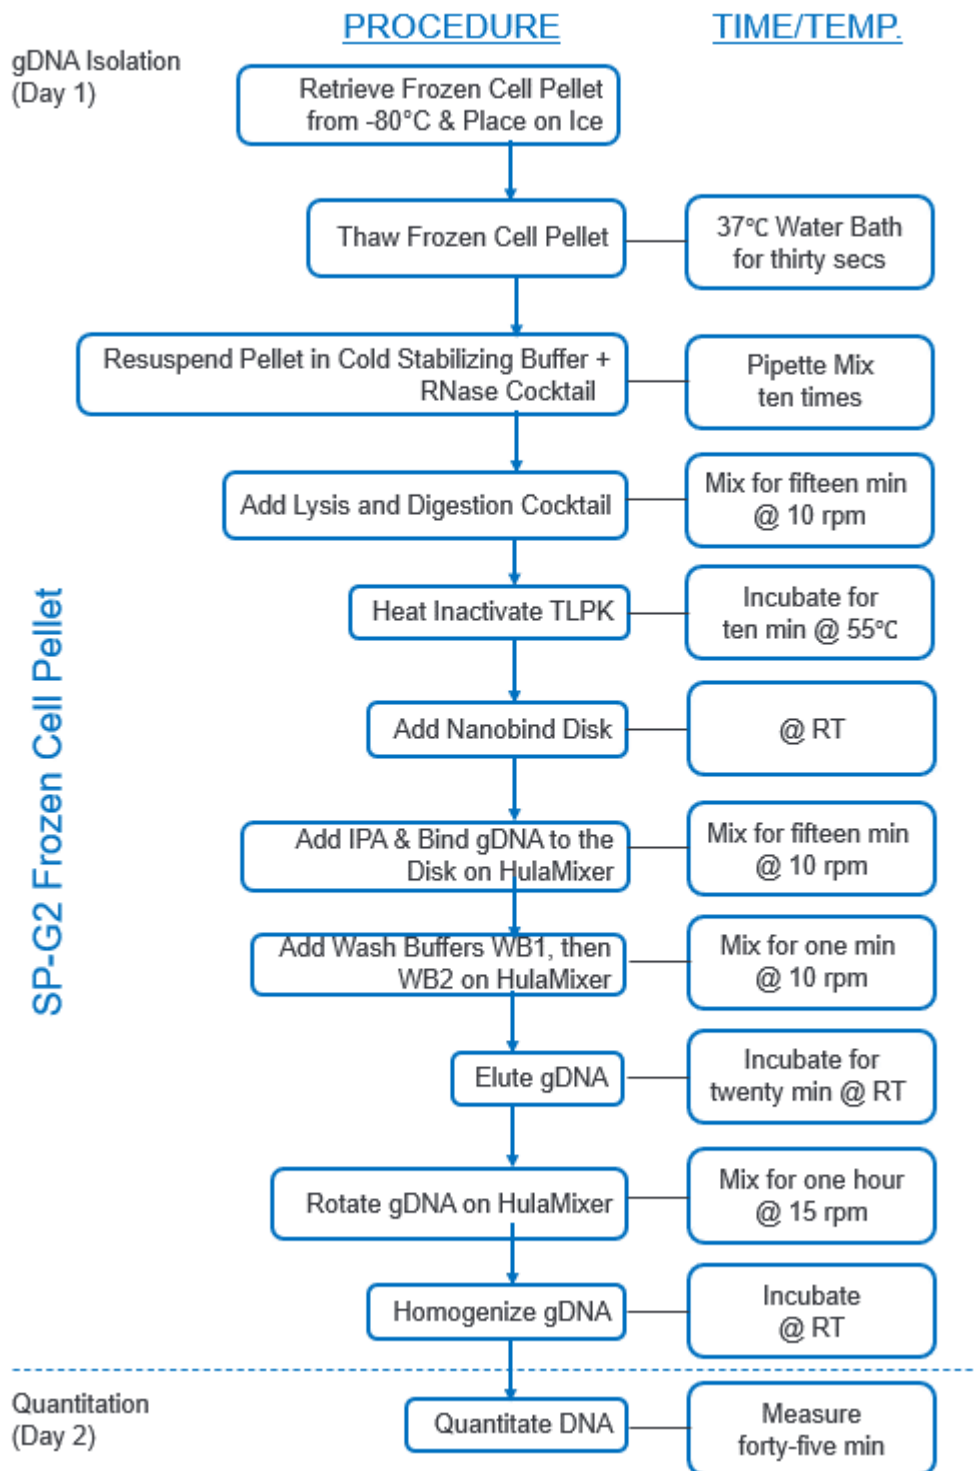 PROCEDURE
TIME/TEMP.
gDNA Isolation
(Day 1)
Retrieve Frozen Cell Pellet
from -80°C & Place on Ice
Thaw Frozen Cell Pellet
37°C Water Bath
for thirty secs
Resuspend Pellet in Cold Stabilizing Buffer +
RNase Cocktail
Pipette Mix
ten times
Add Lysis and Digestion Cocktail
Mix for fifteen min
@ 10 rpm
Heat Inactivate TLPK
Incubate for
ten min @ 55°C
Add Nanobind Disk
@ RT
Add IPA & Bind gDNA to the
Disk on HulaMixer
Mix for fifteen min
@ 10 rpm
Add Wash Buffers WB1, then
WB2 on HulaMixer
Mix for one min
@ 10 rpm
Elute gDNA
Incubate for
twenty min @ RT
Rotate gDNA on HulaMixer
Mix for one hour
@ 15 rpm
Homogenize gDNA
Incubate
@ RT
SP-G2 Frozen Cell Pellet
Quantitation
(Day 2)
Quantitate DNA
Measure
forty-five min